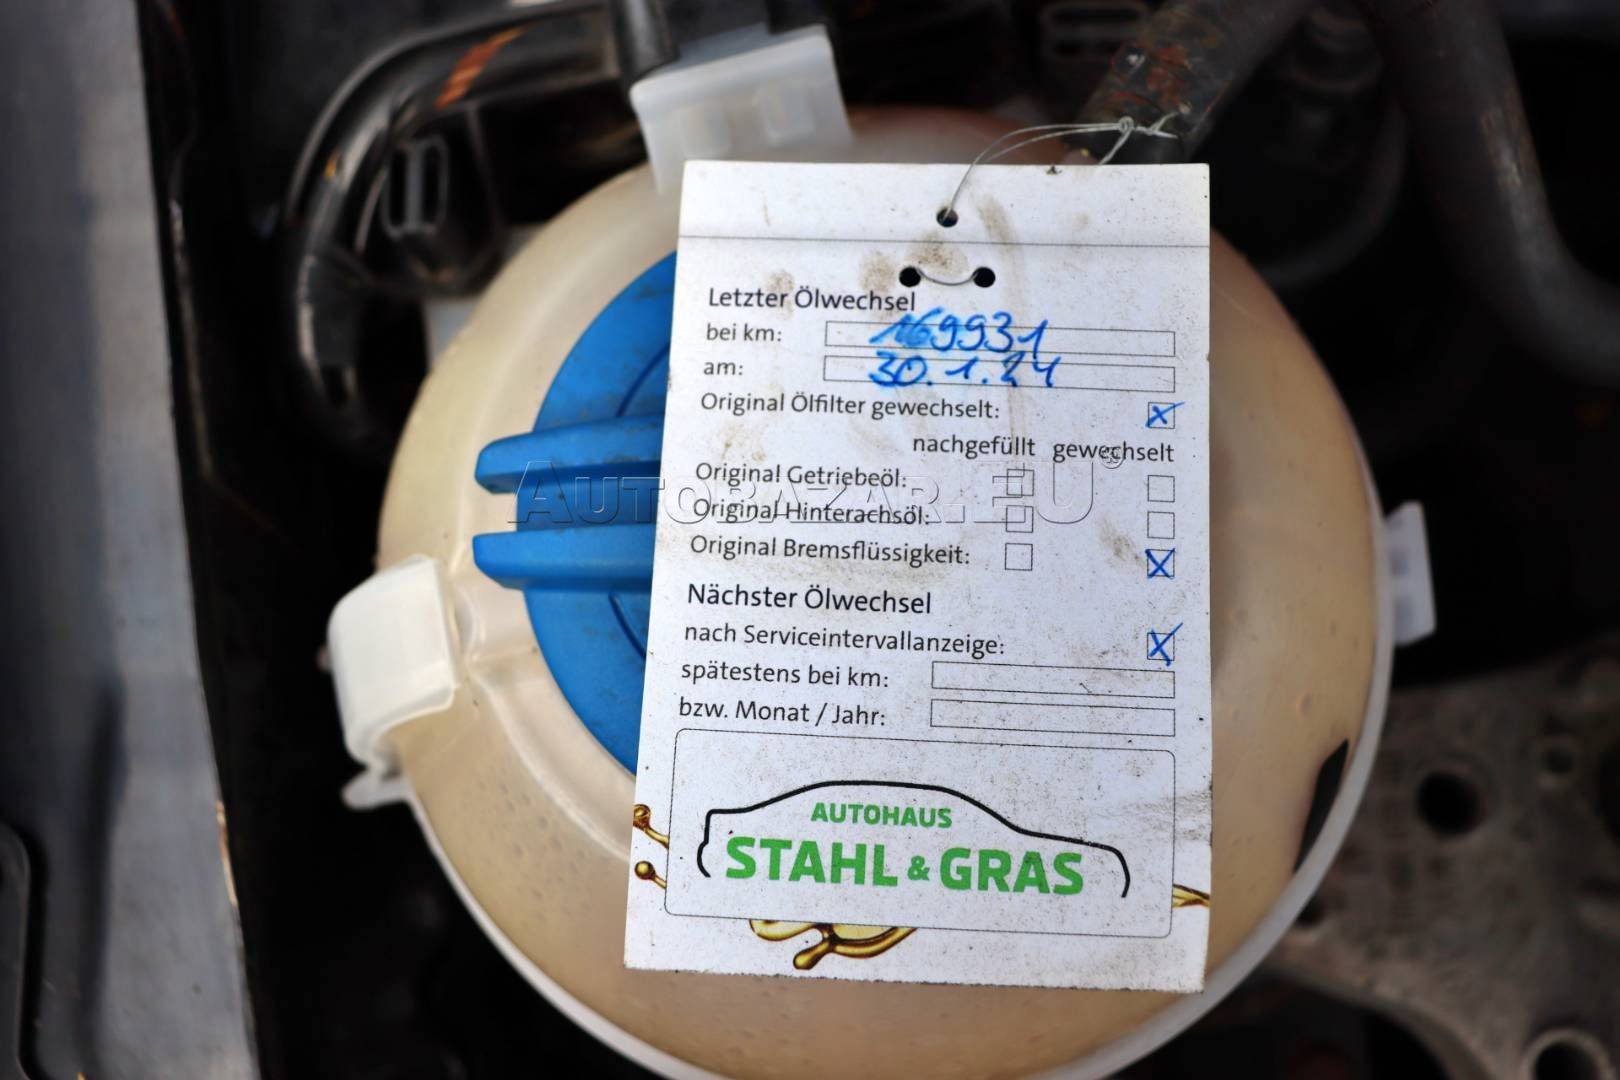 Letzter Ölwechsel
bei km: 169931
am: 30.1.24
Original Ölfilter gewechselt: x
nachgefüllt gewechselt
Original Getriebeöl:
AUTOBAZAR.EU
Original Hinterachsöl:
Original Bremsflüssigkeit: x
Nächster Ölwechsel
nach Serviceintervallanzeige: x
spätestens bei km:
bzw. Monat / Jahr:
AUTOHAUS
STAHL & GRAS